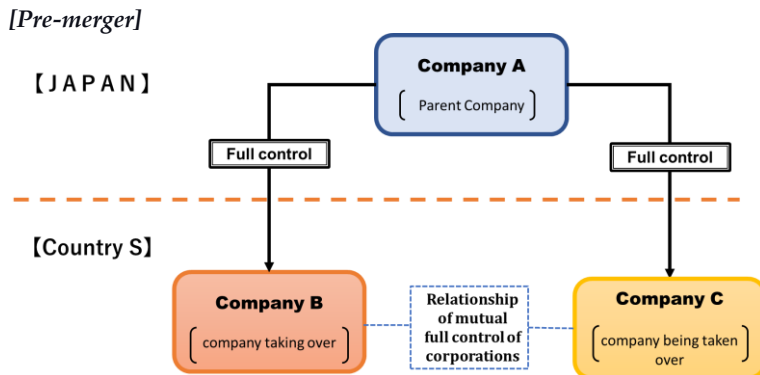 [Pre-merger]
Company A
【JAPAN】
Parent Company
Full control
Full control
【Country S】
Company B
company taking over
Relationship
of mutual
full control of
corporations
Company C
company being taken
over